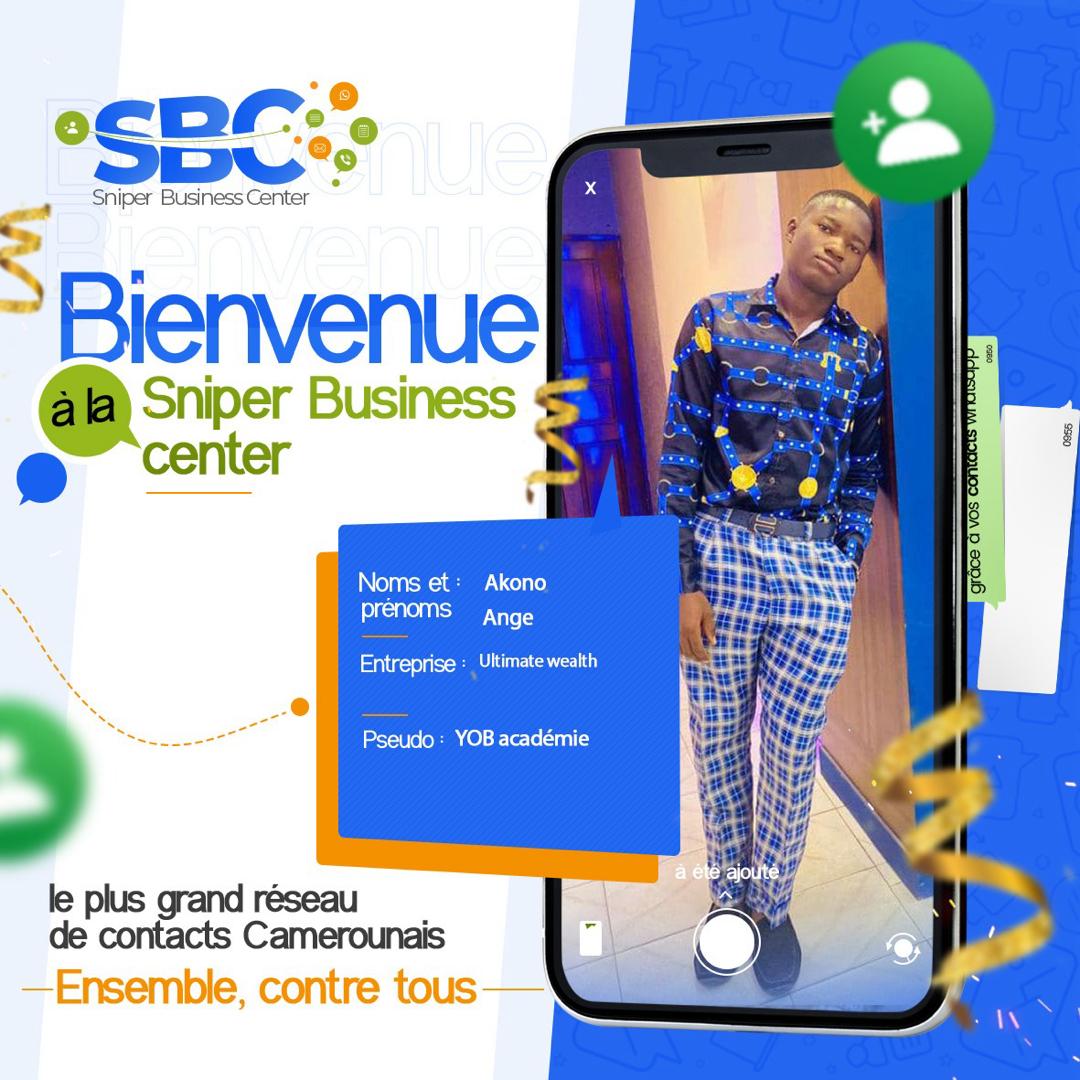 SBC
Sniper Business Center
Bienvenue
Bienvenue
Bienvenue
à la
Sniper Business
center
Noms et :
prénoms
Akono
Ange
Entreprise : Ultimate wealth
Pseudo : YOB académie
le plus grand réseau
de contacts Camerounais
Ensemble, contre tous
X
à été ajouté
grâce à vos contacts whatsapp
0950
0955